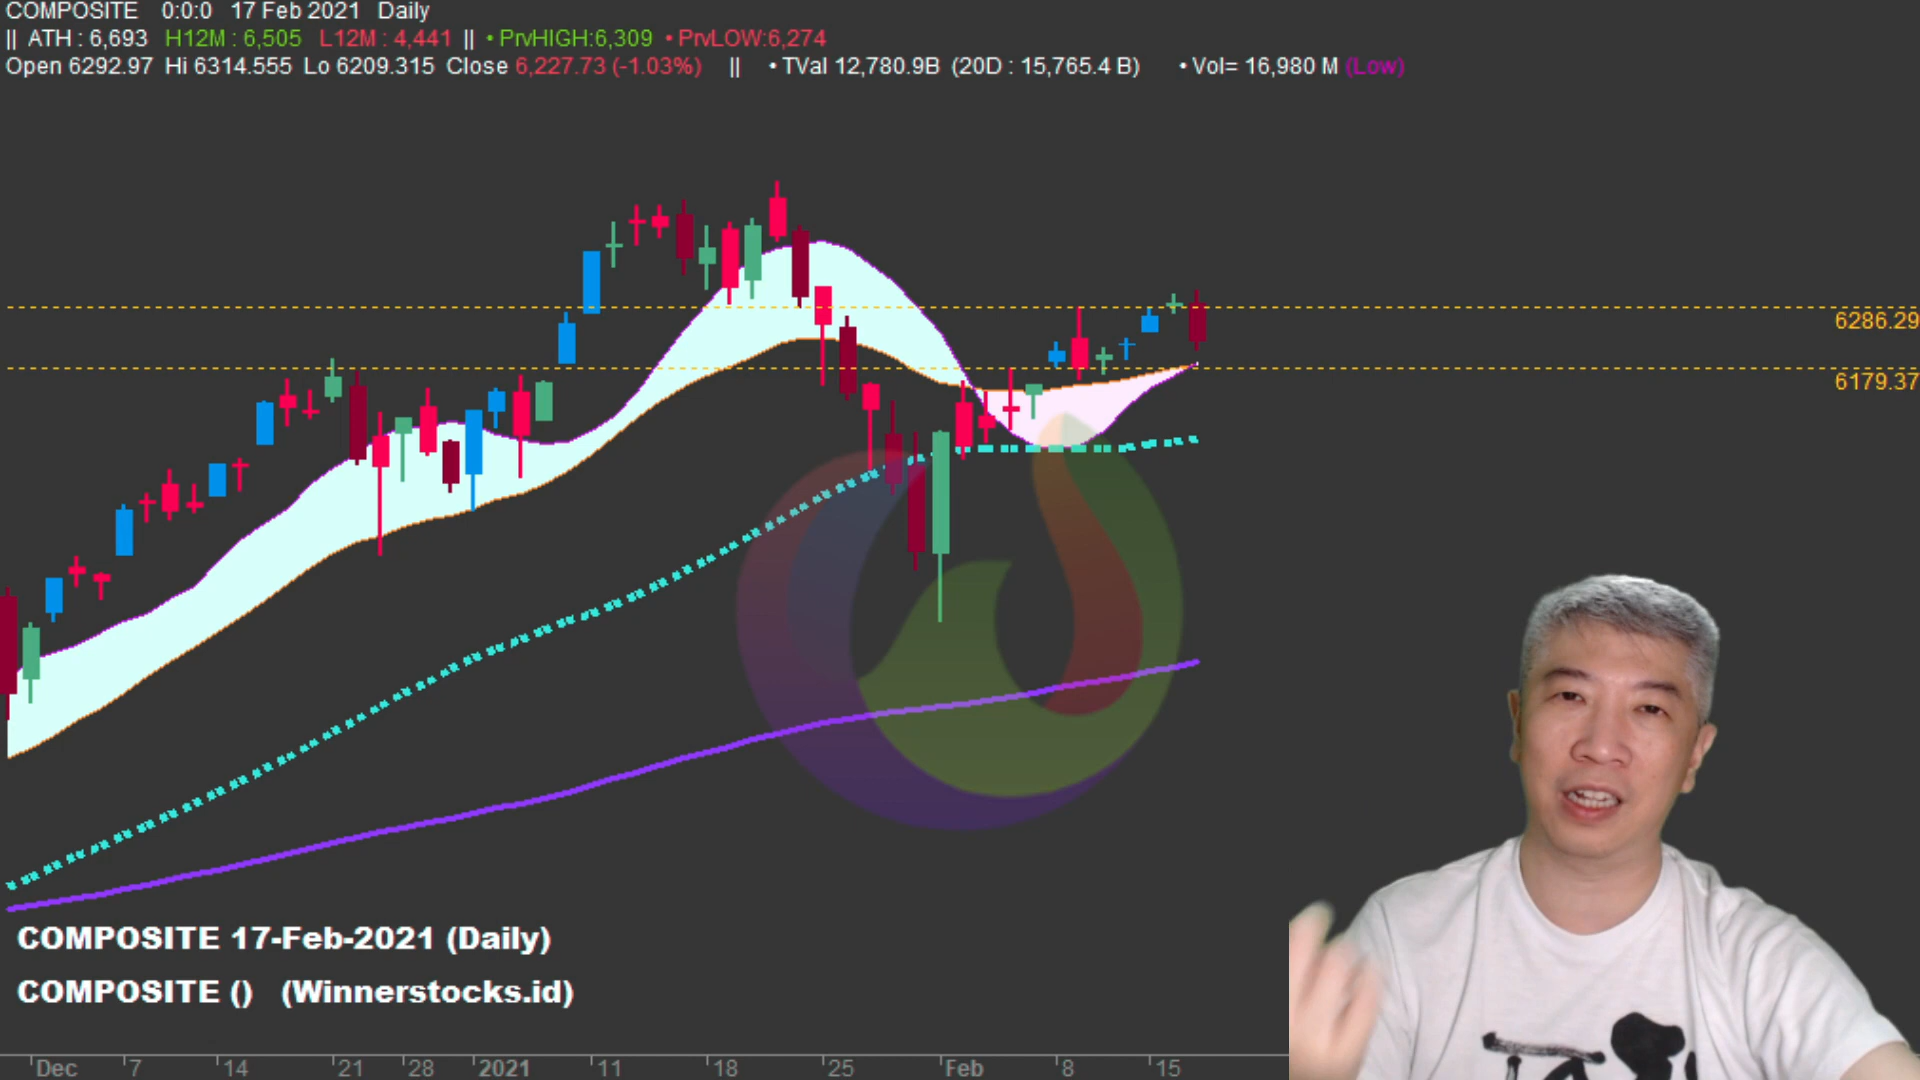 COMPOSITE 0:0:0 17 Feb 2021 Daily
|| ATH : 6,693 H12M : 6,505 L12M : 4,441 || • PrvHIGH:6,309 • PrvLOW:6,274
Open 6292.97 Hi 6314.555 Lo 6209.315 Close 6,227.73 (-1.03%) || • TVal 12,780.9B (20D : 15,765.4 B) • Vol= 16,980 M (Low)
6286.29
6179.37
COMPOSITE 17-Feb-2021 (Daily)
COMPOSITE () (Winnerstocks.id)
Dec 7 14 21 28 2021 11 18 25 Feb 8 15